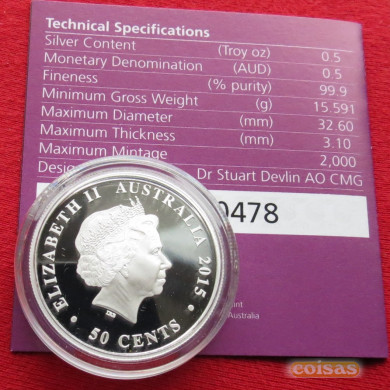 Technical Specifications
Silver Content (Troy oz) 0.5
Monetary Denomination (AUD) 0.5
Fineness (% purity) 99.9
Minimum Gross Weight (g) 15.591
Maximum Diameter (mm) 32.60
Maximum Thickness (mm) 3.10
Maximum Mintage 2,000
Dr Stuart Devlin AO CMG
0478
ELIZABETH II AUSTRALIA 2015
50 CENTS
Australia
coisas